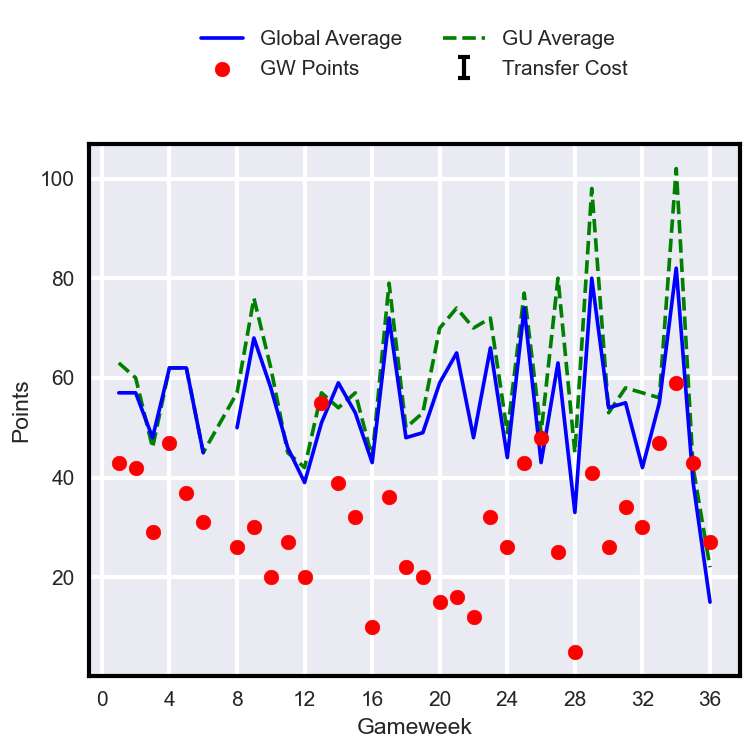 Global Average
GU Average
GW Points
Transfer Cost
100
80
60
40
20
Points
0 4 8 12 16 20 24 28 32 36
Gameweek